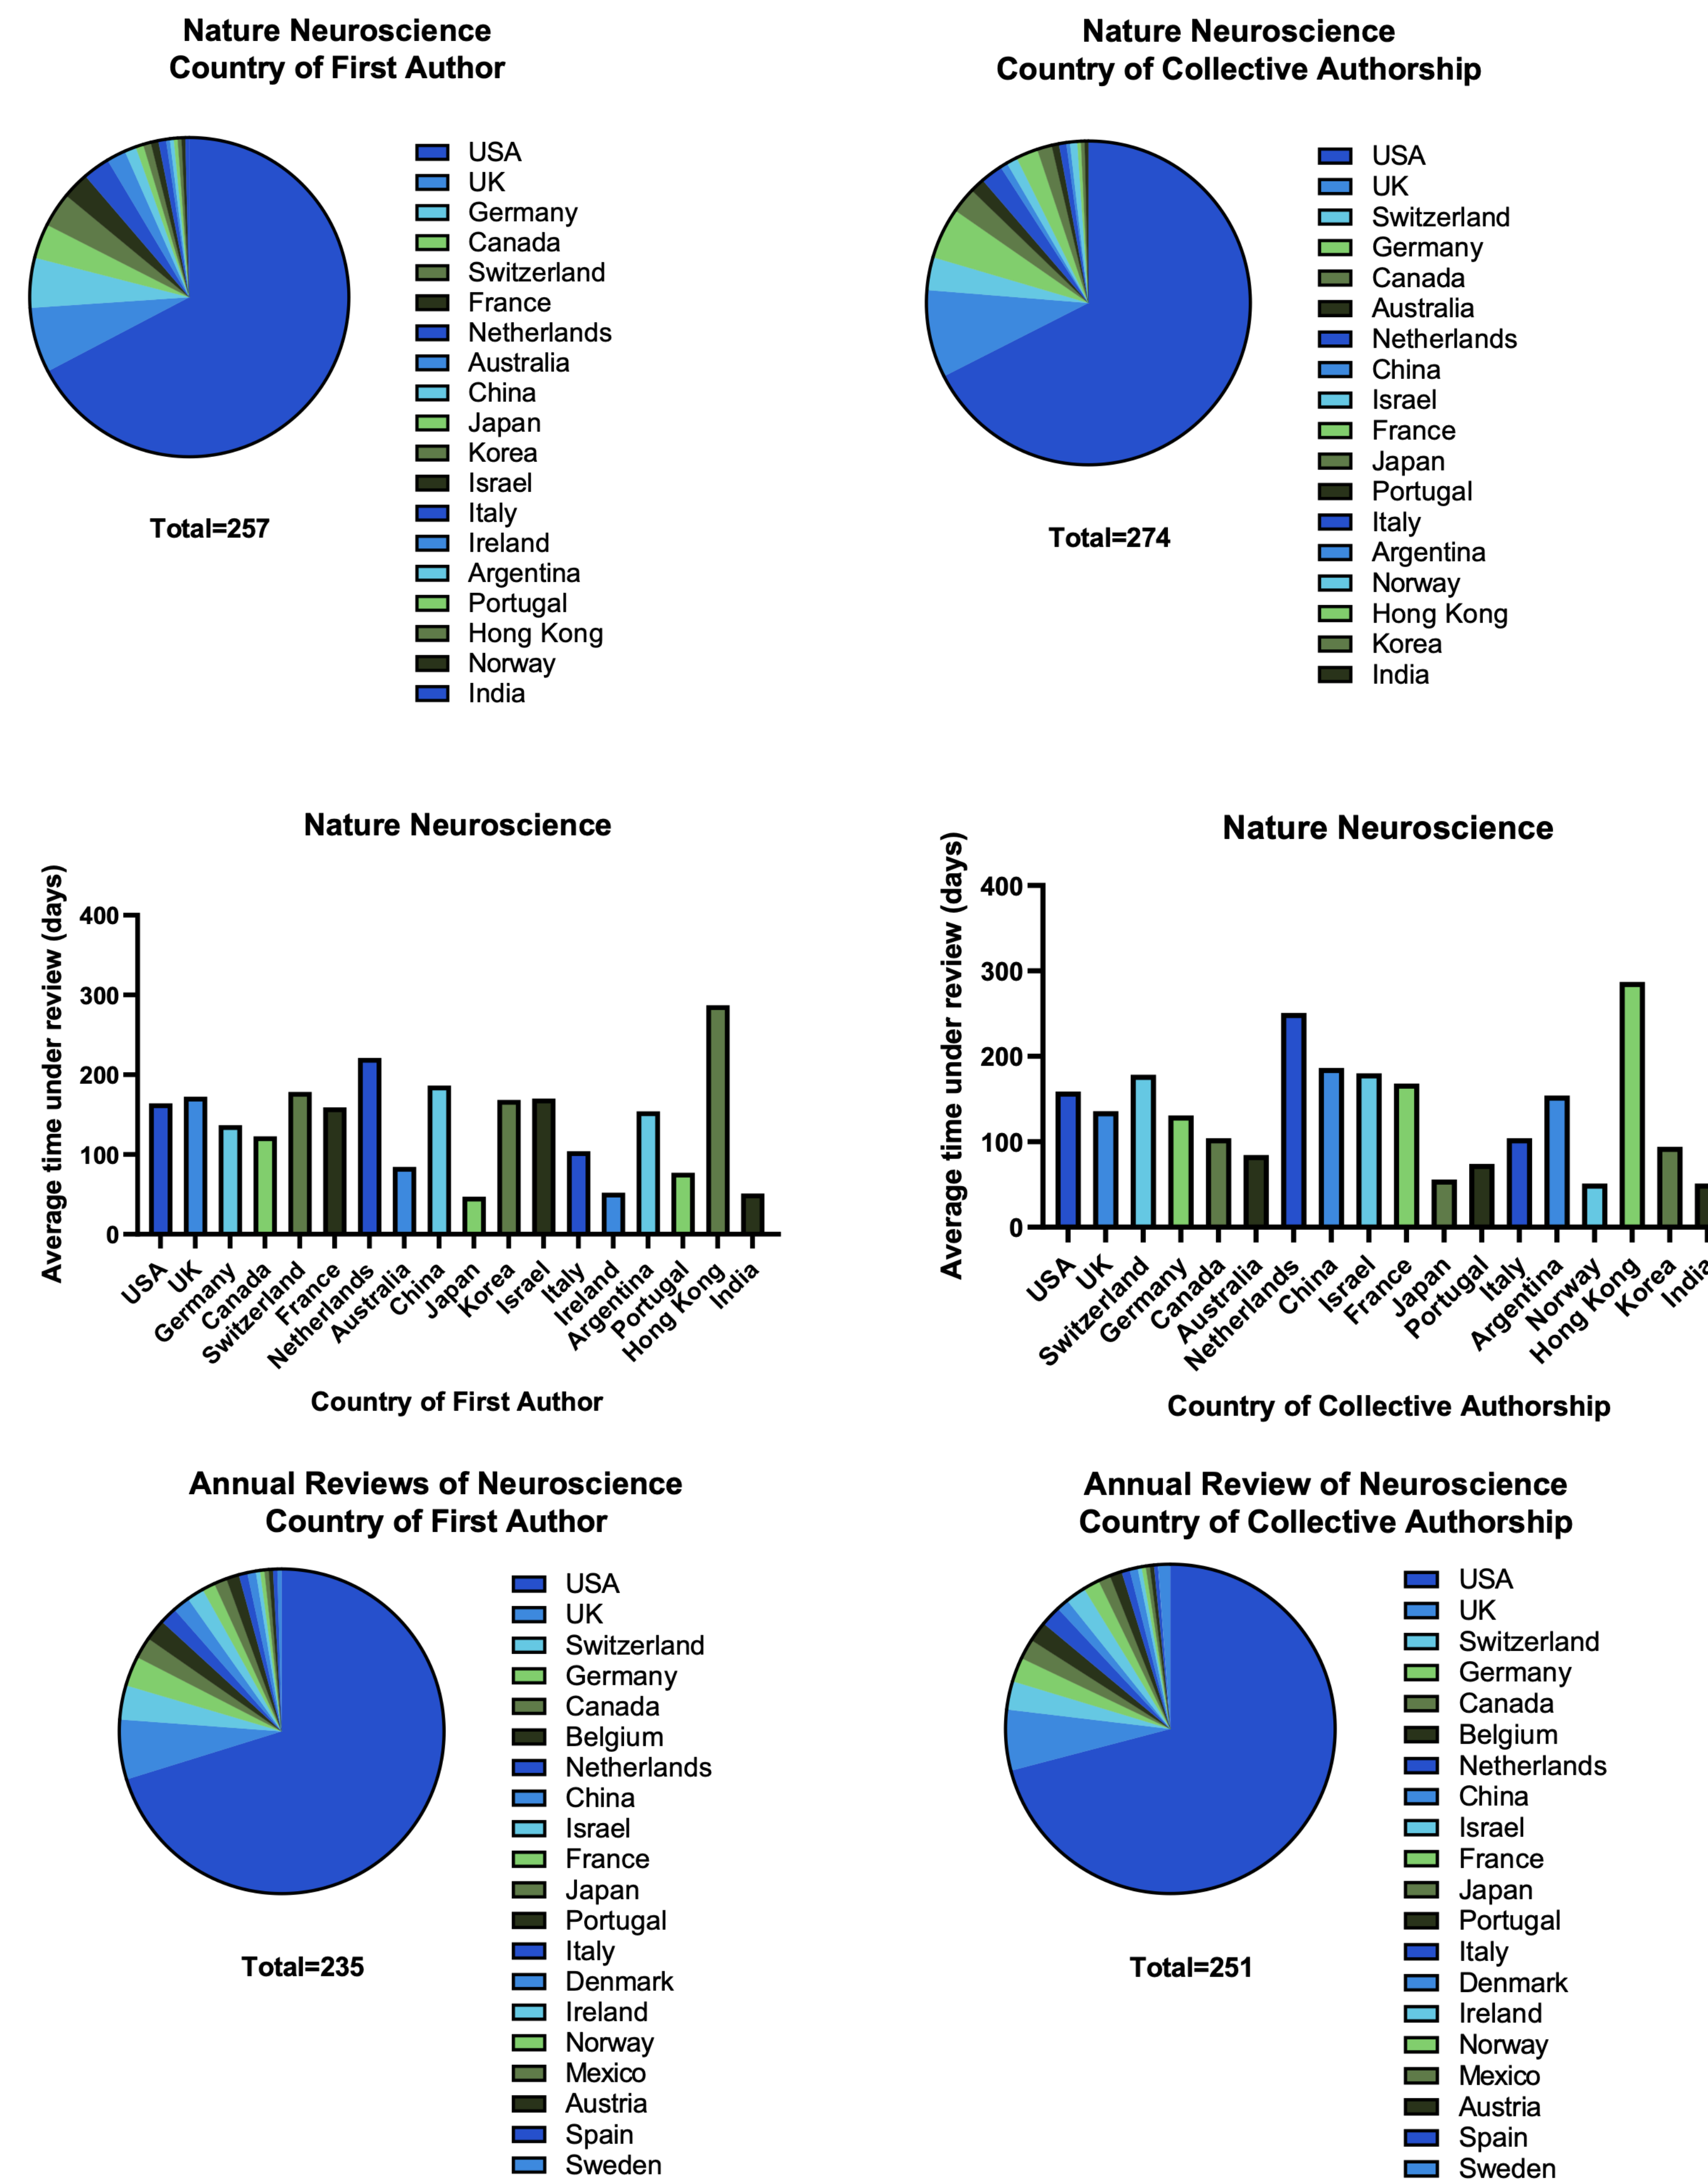 Nature Neuroscience
Country of First Author
USA
UK
Germany
Canada
Switzerland
France
Netherlands
Australia
China
Japan
Korea
Israel
Italy
Ireland
Argentina
Portugal
Hong Kong
Norway
India
Total=257
Nature Neuroscience
Country of Collective Authorship
USA
UK
Switzerland
Germany
Canada
Australia
Netherlands
China
Israel
France
Japan
Portugal
Italy
Argentina
Norway
Hong Kong
Korea
India
Total=274
Nature Neuroscience
Average time under review (days)
400
300
200
100
0
USA
UK
Germany
Canada
Switzerland
France
Netherlands
Australia
China
Japan
Korea
Israel
Italy
Ireland
Argentina
Portugal
Hong Kong
India
Country of First Author
Nature Neuroscience
Average time under review (days)
400
300
200
100
0
USA
UK
Switzerland
Germany
Canada
Australia
Netherlands
China
Israel
France
Japan
Portugal
Italy
Argentina
Norway
Hong Kong
Korea
India
Country of Collective Authorship
Annual Reviews of Neuroscience
Country of First Author
USA
UK
Switzerland
Germany
Canada
Belgium
Netherlands
China
Israel
France
Japan
Portugal
Italy
Denmark
Ireland
Norway
Mexico
Austria
Spain
Sweden
Total=235
Annual Review of Neuroscience
Country of Collective Authorship
USA
UK
Switzerland
Germany
Canada
Belgium
Netherlands
China
Israel
France
Japan
Portugal
Italy
Denmark
Ireland
Norway
Mexico
Austria
Spain
Sweden
Total=251